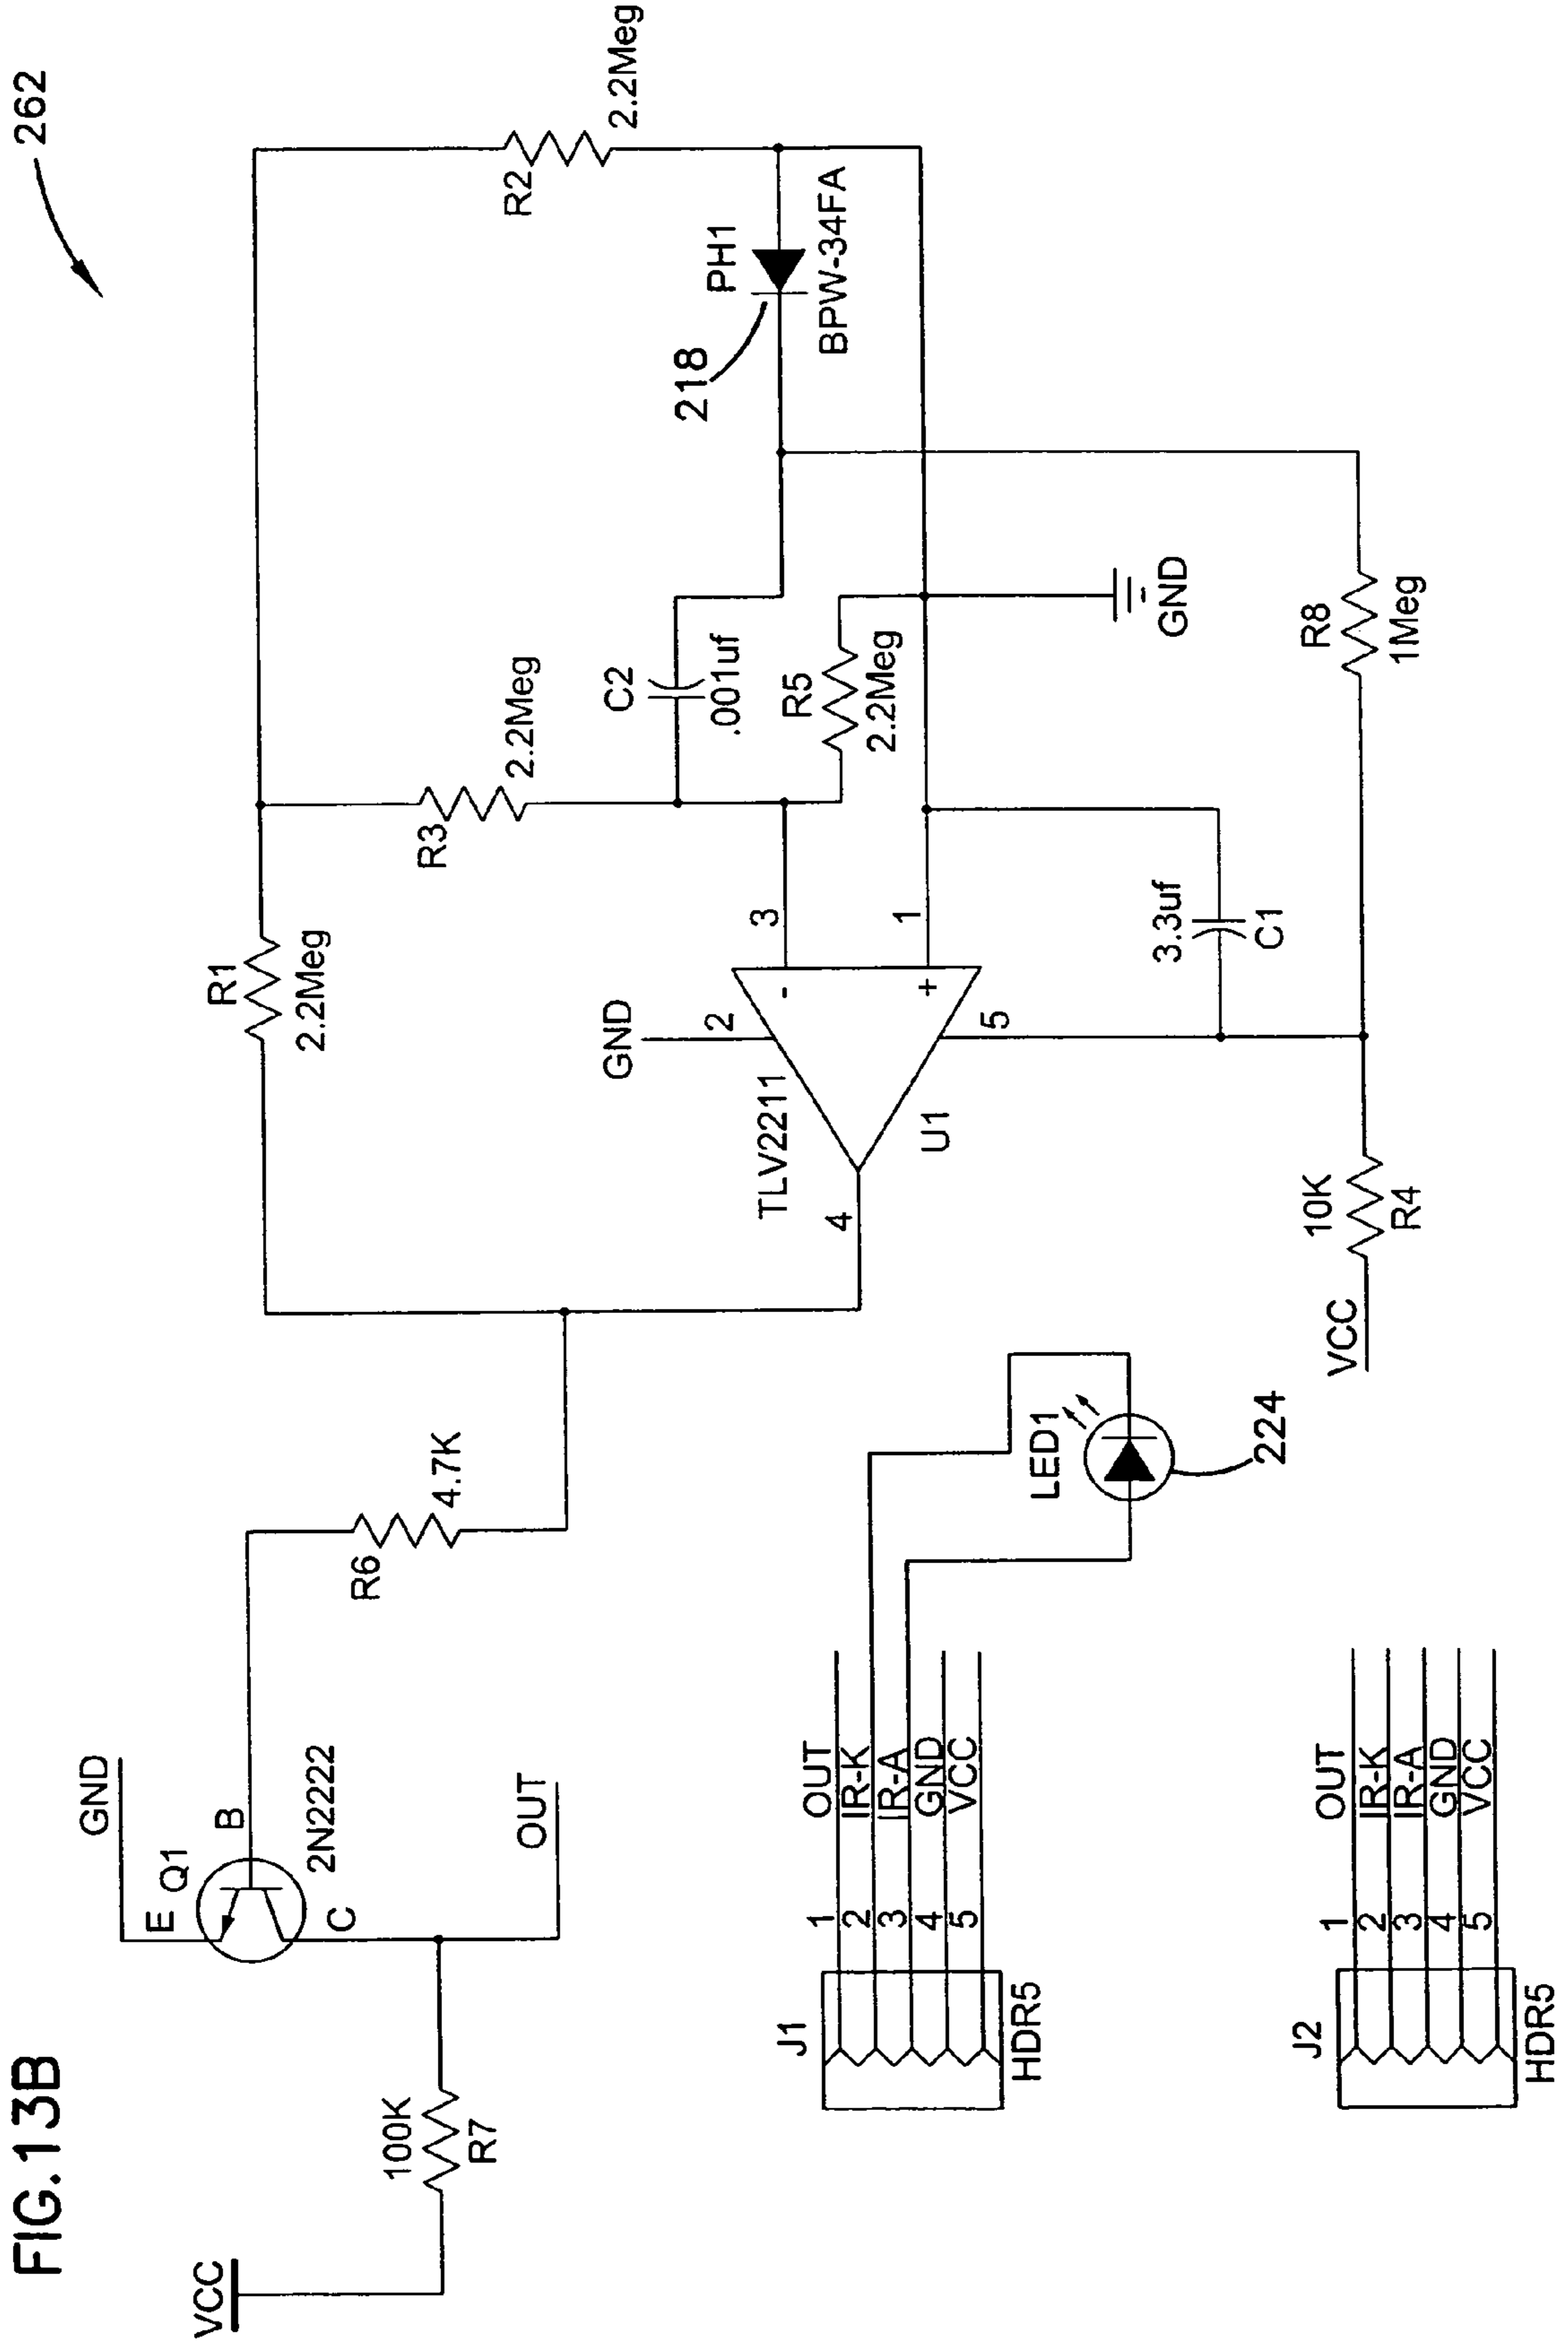 FIG.13B
262
VCC
100K
R7
GND
E
Q1
B
2N2222
C
OUT
R6
4.7K
R1
2.2Meg
R3
2.2Meg
R2
2.2Meg
GND
2
TLV2211
4
U1
-
+
3
1
5
C2
.001uf
R5
2.2Meg
218
PH1
BPW-34FA
GND
3.3uf
C1
R8
1Meg
VCC
10K
R4
J1
HDR5
1 OUT
2 IR-K
3 IR-A
4 GND
5 VCC
LED1
224
J2
HDR5
1 OUT
2 IR-K
3 IR-A
4 GND
5 VCC